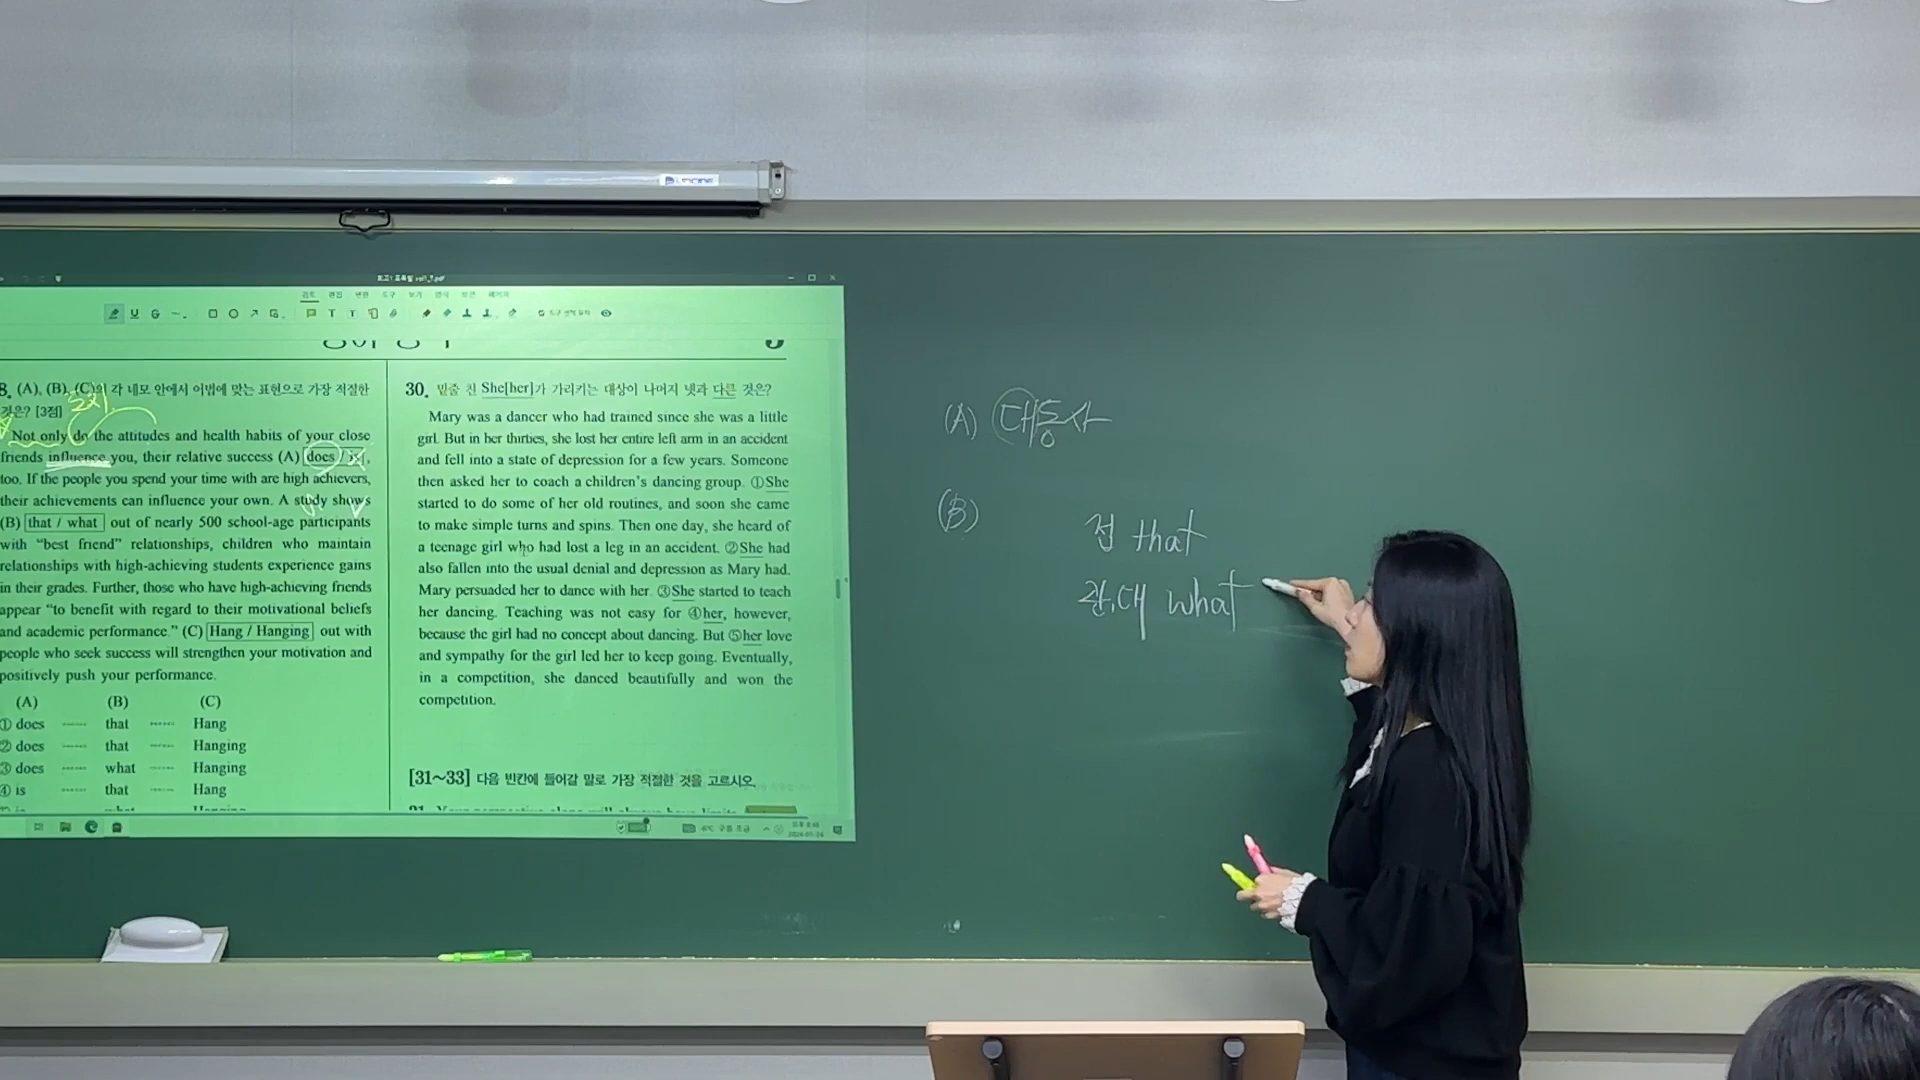 8. (A), (B), (C)의 각 네모 안에서 어법에 맞는 표현으로 가장 적절한
것은? [3점]
도치
Not only do the attitudes and health habits of your close
friends influence you, their relative success (A) does / is,
too. If the people you spend your time with are high achievers,
their achievements can influence your own. A study shows
(B) that / what out of nearly 500 school-age participants
with “best friend” relationships, children who maintain
relationships with high-achieving students experience gains
in their grades. Further, those who have high-achieving friends
appear “to benefit with regard to their motivational beliefs
and academic performance.” (C) Hang / Hanging out with
people who seek success will strengthen your motivation and
positively push your performance.
(A) (B) (C)
① does ······ that ······ Hang
② does ······ that ······ Hanging
③ does ······ what ······ Hanging
④ is ······ that ······ Hang
30. 밑줄 친 She[her]가 가리키는 대상이 나머지 넷과 다른 것은?
Mary was a dancer who had trained since she was a little
girl. But in her thirties, she lost her entire left arm in an accident
and fell into a state of depression for a few years. Someone
then asked her to coach a children’s dancing group. ①She
started to do some of her old routines, and soon she came
to make simple turns and spins. Then one day, she heard of
a teenage girl who had lost a leg in an accident. ②She had
also fallen into the usual denial and depression as Mary had.
Mary persuaded her to dance with her. ③She started to teach
her dancing. Teaching was not easy for ④her, however,
because the girl had no concept about dancing. But ⑤her love
and sympathy for the girl led her to keep going. Eventually,
in a competition, she danced beautifully and won the
competition.
[31~33] 다음 빈칸에 들어갈 말로 가장 적절한 것을 고르시오.
(A) 대동사
(B)
접 that
관.대 what